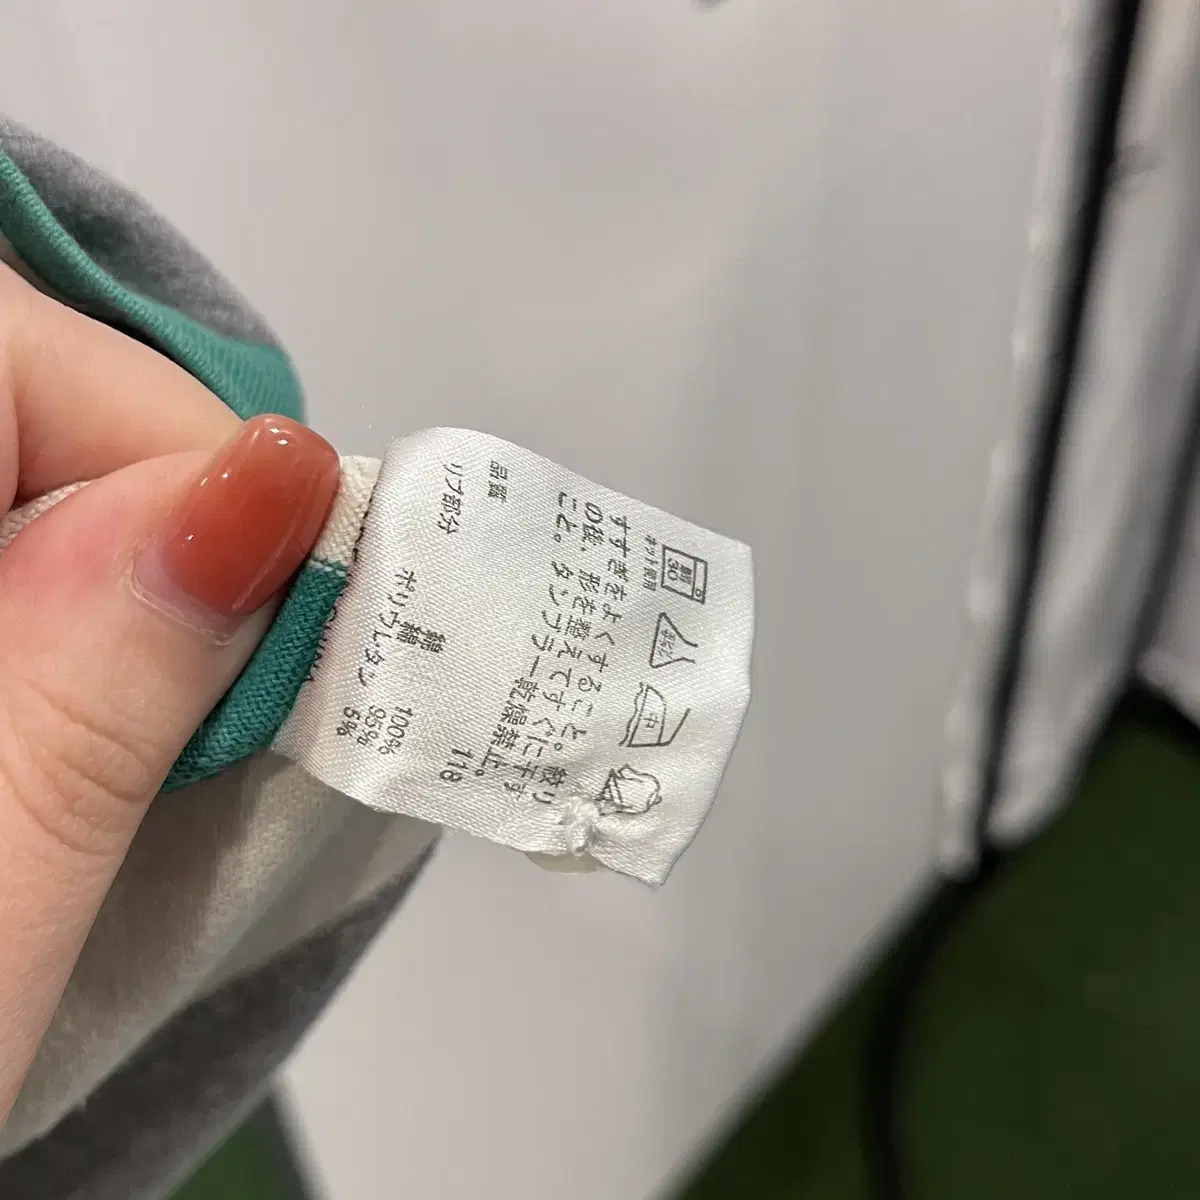 弱
30
ネット使用
中
すすぎをよくすること。絞り
の後、形を整えてすぐに干す
こと。タンブラー乾燥禁止。
品質 綿 100%
リブ部分 綿 95%
ポリウレタン 5%